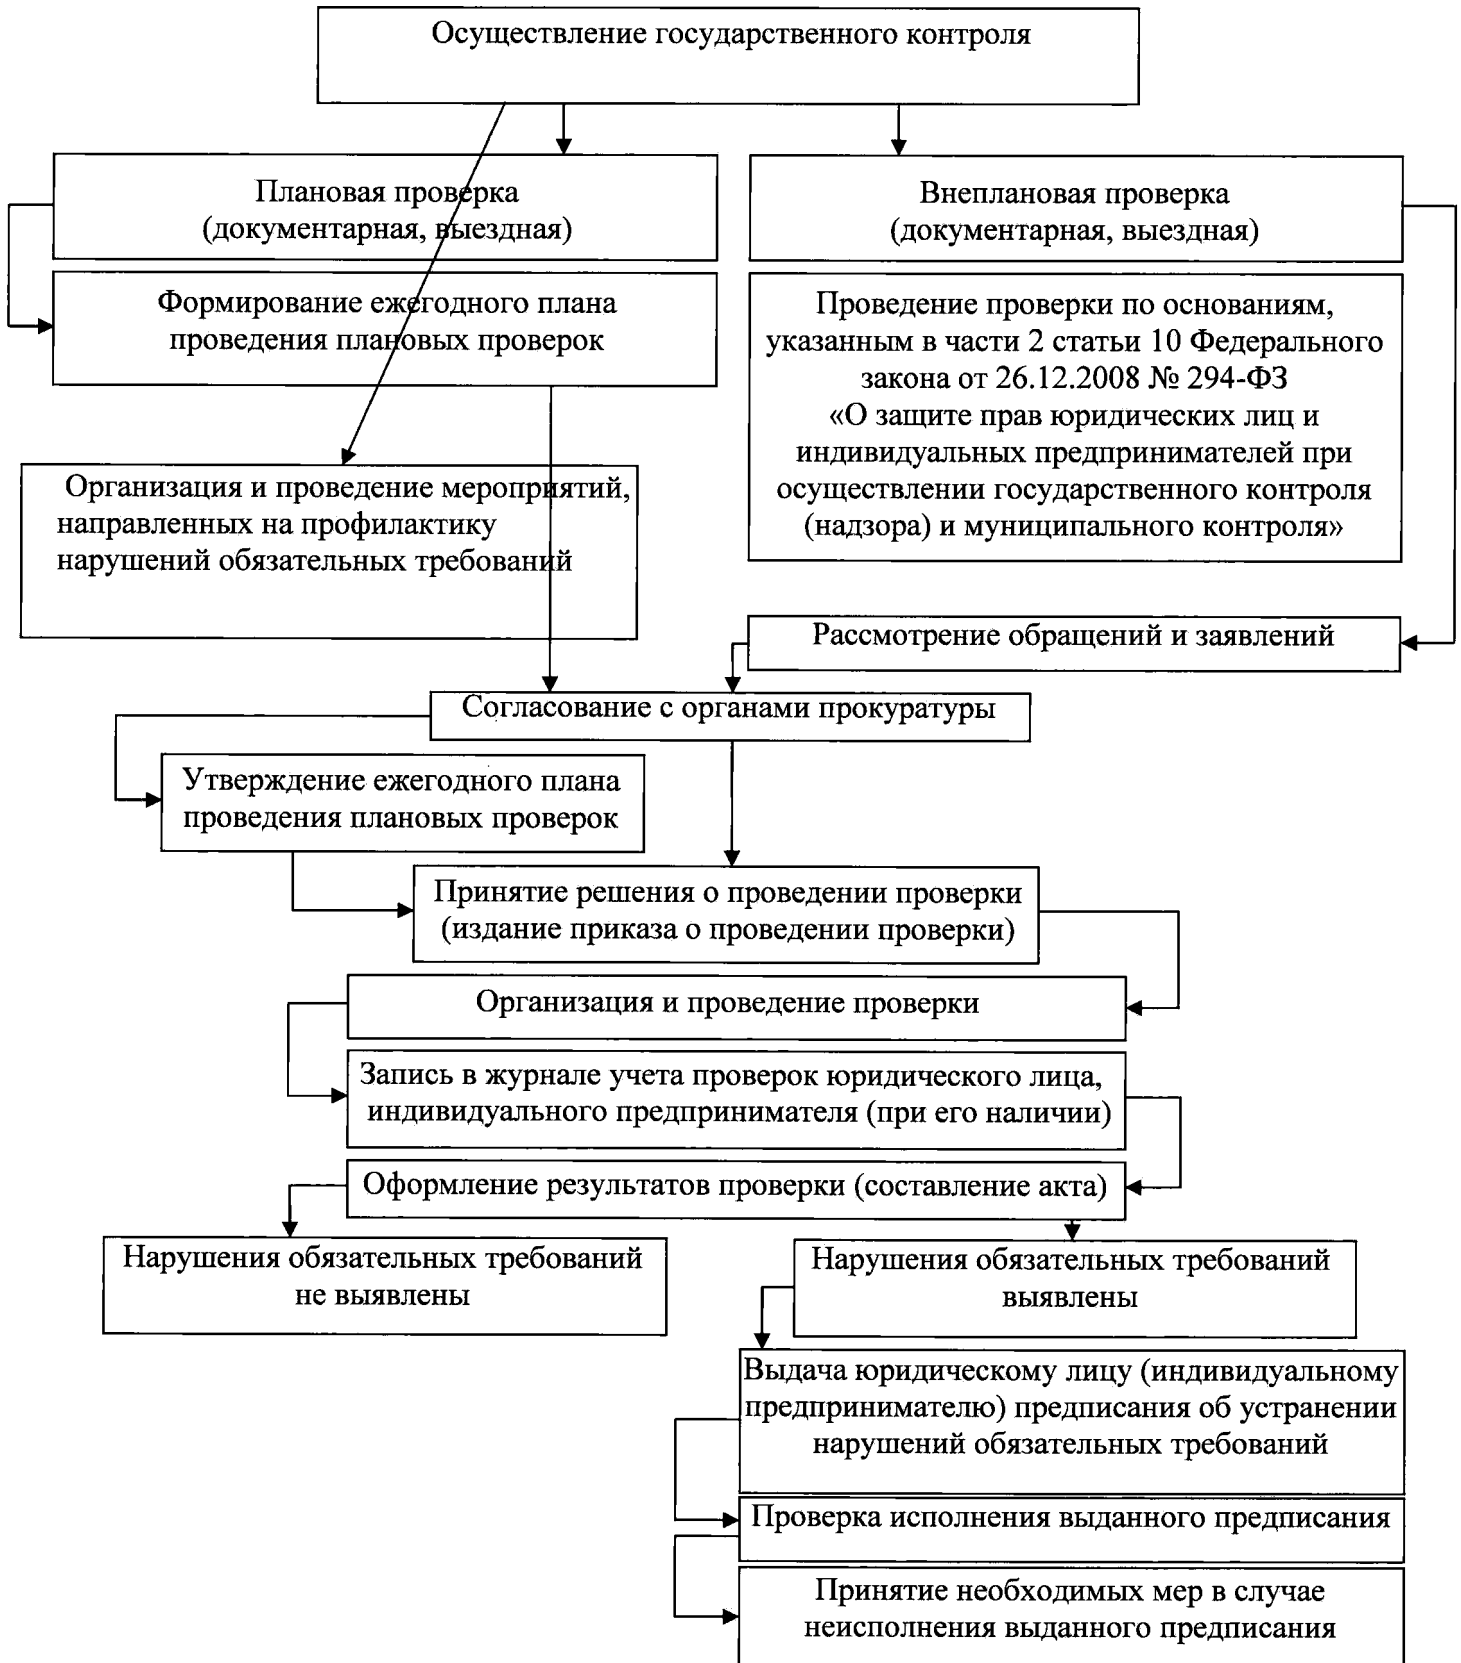 Осуществление государственного контроля
Плановая проверка
(документарная, выездная)
Внеплановая проверка
(документарная, выездная)
Формирование ежегодного плана
проведения плановых проверок
Проведение проверки по основаниям,
указанным в части 2 статьи 10 Федерального
закона от 26.12.2008 № 294-ФЗ
«О защите прав юридических лиц и
индивидуальных предпринимателей при
осуществлении государственного контроля
(надзора) и муниципального контроля»
Организация и проведение мероприятий,
направленных на профилактику
нарушений обязательных требований
Рассмотрение обращений и заявлений
Согласование с органами прокуратуры
Утверждение ежегодного плана
проведения плановых проверок
Принятие решения о проведении проверки
(издание приказа о проведении проверки)
Организация и проведение проверки
Запись в журнале учета проверок юридического лица,
индивидуального предпринимателя (при его наличии)
Оформление результатов проверки (составление акта)
Нарушения обязательных требований
не выявлены
Нарушения обязательных требований
выявлены
Выдача юридическому лицу (индивидуальному
предпринимателю) предписания об устранении
нарушений обязательных требований
Проверка исполнения выданного предписания
Принятие необходимых мер в случае
неисполнения выданного предписания